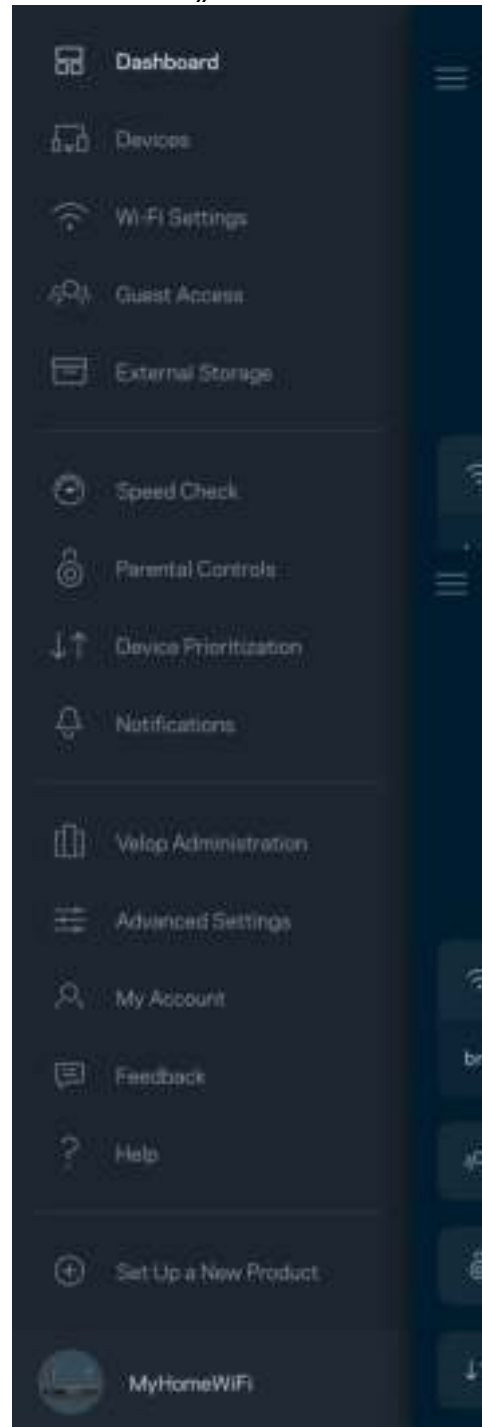 Dashboard
Devices
Wi-Fi Settings
Guest Access
External Storage
Speed Check
Parental Controls
Device Prioritization
Notifications
Velop Administration
Advanced Settings
My Account
Feedback
Help
Set Up a New Product
MyHomeWiFi
br